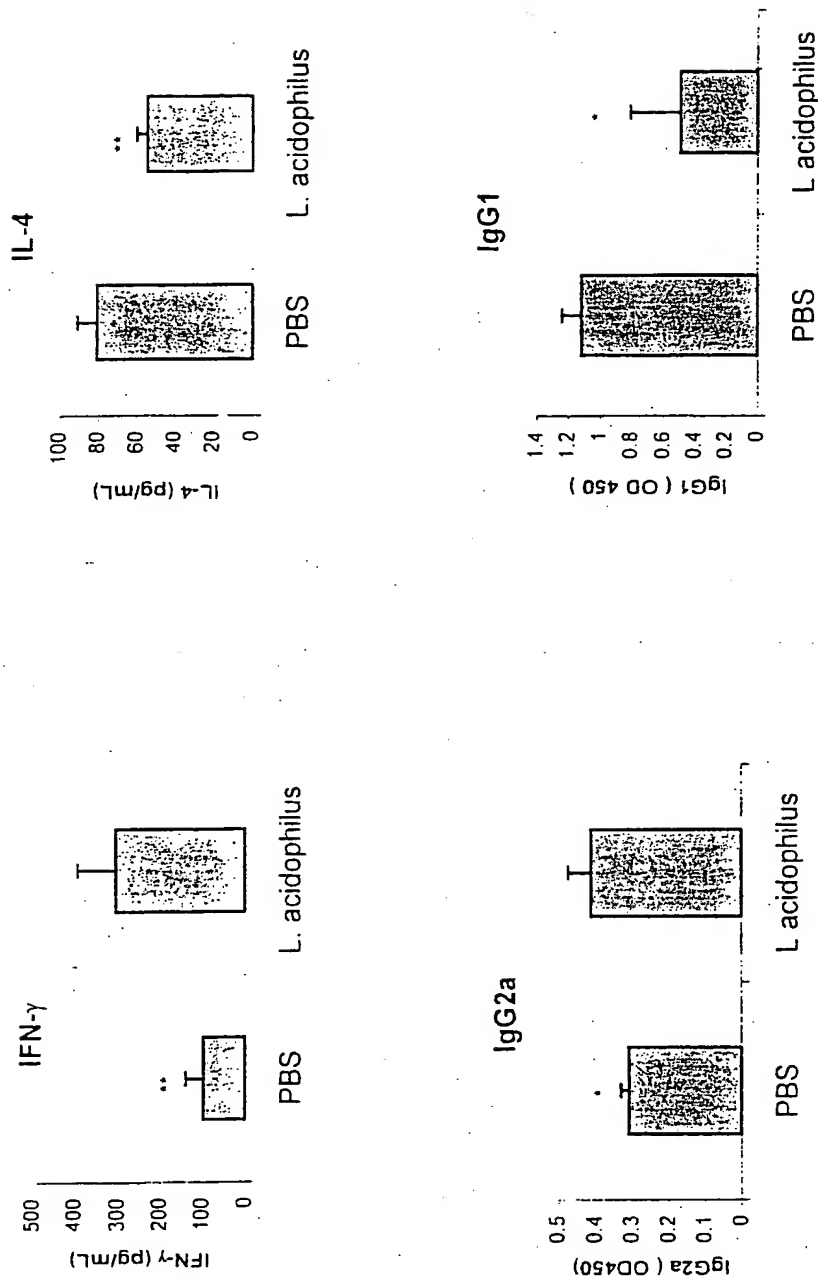 IFN-γ
IFN-γ (pg/mL)
500
400
300
200
100
0
**
PBS
L. acidophilus
IL-4
IL-4 (pg/mL)
100
80
60
40
20
0
**
PBS
L. acidophilus
IgG2a
IgG2a ( OD450)
0.5
0.4
0.3
0.2
0.1
0
*
PBS
L acidophilus
IgG1
IgG1 ( OD 450 )
1.4
1.2
1
0.8
0.6
0.4
0.2
0
*
PBS
L acidophilus